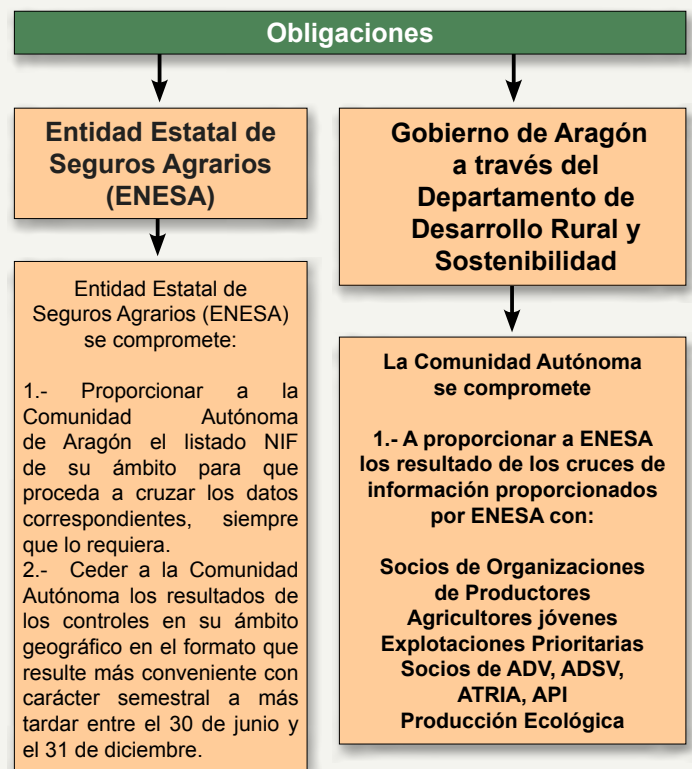 Obligaciones
Entidad Estatal de
Seguros Agrarios
(ENESA)
Entidad Estatal de
Seguros Agrarios (ENESA)
se compromete:
1.- Proporcionar a la
Comunidad Autónoma
de Aragón el listado NIF
de su ámbito para que
proceda a cruzar los datos
correspondientes, siempre
que lo requiera.
2.- Ceder a la Comunidad
Autónoma los resultados de
los controles en su ámbito
geográfico en el formato que
resulte más conveniente con
carácter semestral a más
tardar entre el 30 de junio y
el 31 de diciembre.
Gobierno de Aragón
a través del
Departamento de
Desarrollo Rural y
Sostenibilidad
La Comunidad Autónoma
se compromete
1.- A proporcionar a ENESA
los resultado de los cruces de
información proporcionados
por ENESA con:
Socios de Organizaciones
de Productores
Agricultores jóvenes
Explotaciones Prioritarias
Socios de ADV, ADSV,
ATRIA, API
Producción Ecológica